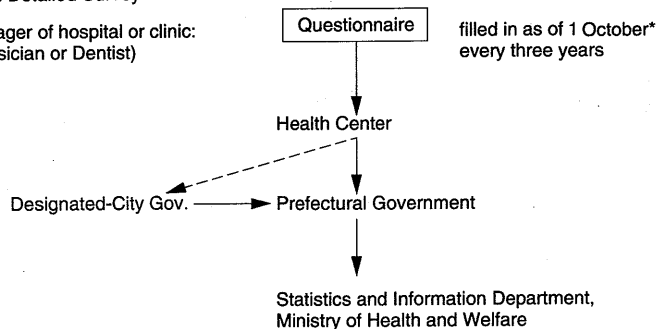 Detailed Survey
ager of hospital or clinic:
sician or Dentist)
Questionnaire
filled in as of 1 October*
every three years
Health Center
Designated-City Gov.
Prefectural Government
Statistics and Information Department,
Ministry of Health and Welfare